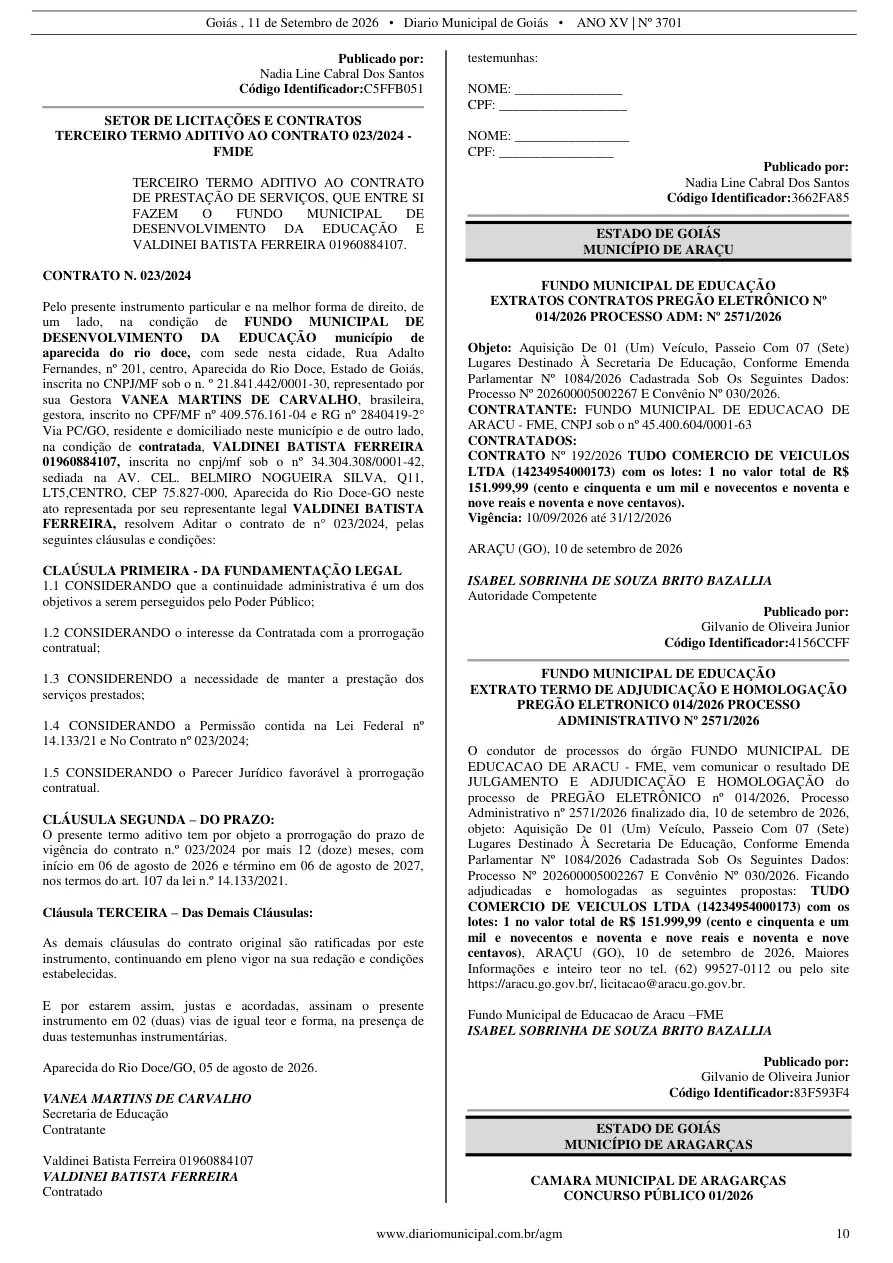 Goiás , 11 de Setembro de 2026 • Diario Municipal de Goiás • ANO XV | Nº 3701
Publicado por:
Nadia Line Cabral Dos Santos
Código Identificador:C5FFB051
SETOR DE LICITAÇÕES E CONTRATOS
TERCEIRO TERMO ADITIVO AO CONTRATO 023/2024 -
FMDE
TERCEIRO TERMO ADITIVO AO CONTRATO
DE PRESTAÇÃO DE SERVIÇOS, QUE ENTRE SI
FAZEM O FUNDO MUNICIPAL DE
DESENVOLVIMENTO DA EDUCAÇÃO E
VALDINEI BATISTA FERREIRA 01960884107.
CONTRATO N. 023/2024
Pelo presente instrumento particular e na melhor forma de direito, de
um lado, na condição de FUNDO MUNICIPAL DE
DESENVOLVIMENTO DA EDUCAÇÃO município de
aparecida do rio doce, com sede nesta cidade, Rua Adalto
Fernandes, nº 201, centro, Aparecida do Rio Doce, Estado de Goiás,
inscrita no CNPJ/MF sob o n. º 21.841.442/0001-30, representado por
sua Gestora VANEA MARTINS DE CARVALHO, brasileira,
gestora, inscrito no CPF/MF nº 409.576.161-04 e RG nº 2840419-2°
Via PC/GO, residente e domiciliado neste município e de outro lado,
na condição de contratada, VALDINEI BATISTA FERREIRA
01960884107, inscrita no cnpj/mf sob o nº 34.304.308/0001-42,
sediada na AV. CEL. BELMIRO NOGUEIRA SILVA, Q11,
LT5,CENTRO, CEP 75.827-000, Aparecida do Rio Doce-GO neste
ato representada por seu representante legal VALDINEI BATISTA
FERREIRA, resolvem Aditar o contrato de n° 023/2024, pelas
seguintes cláusulas e condições:
CLAÚSULA PRIMEIRA - DA FUNDAMENTAÇÃO LEGAL
1.1 CONSIDERANDO que a continuidade administrativa é um dos
objetivos a serem perseguidos pelo Poder Público;
1.2 CONSIDERANDO o interesse da Contratada com a prorrogação
contratual;
1.3 CONSIDERENDO a necessidade de manter a prestação dos
serviços prestados;
1.4 CONSIDERANDO a Permissão contida na Lei Federal nº
14.133/21 e No Contrato nº 023/2024;
1.5 CONSIDERANDO o Parecer Jurídico favorável à prorrogação
contratual.
CLÁUSULA SEGUNDA – DO PRAZO:
O presente termo aditivo tem por objeto a prorrogação do prazo de
vigência do contrato n.º 023/2024 por mais 12 (doze) meses, com
início em 06 de agosto de 2026 e término em 06 de agosto de 2027,
nos termos do art. 107 da lei n.º 14.133/2021.
Cláusula TERCEIRA – Das Demais Cláusulas:
As demais cláusulas do contrato original são ratificadas por este
instrumento, continuando em pleno vigor na sua redação e condições
estabelecidas.
E por estarem assim, justas e acordadas, assinam o presente
instrumento em 02 (duas) vias de igual teor e forma, na presença de
duas testemunhas instrumentárias.
Aparecida do Rio Doce/GO, 05 de agosto de 2026.
VANEA MARTINS DE CARVALHO
Secretaria de Educação
Contratante
Valdinei Batista Ferreira 01960884107
VALDINEI BATISTA FERREIRA
Contratado
testemunhas:
NOME: ________________
CPF: ___________________
NOME: _________________
CPF: _________________
Publicado por:
Nadia Line Cabral Dos Santos
Código Identificador:3662FA85
ESTADO DE GOIÁS
MUNICÍPIO DE ARAÇU
FUNDO MUNICIPAL DE EDUCAÇÃO
EXTRATOS CONTRATOS PREGÃO ELETRÔNICO Nº
014/2026 PROCESSO ADM: Nº 2571/2026
Objeto: Aquisição De 01 (Um) Veículo, Passeio Com 07 (Sete)
Lugares Destinado À Secretaria De Educação, Conforme Emenda
Parlamentar Nº 1084/2026 Cadastrada Sob Os Seguintes Dados:
Processo Nº 202600005002267 E Convênio Nº 030/2026.
CONTRATANTE: FUNDO MUNICIPAL DE EDUCACAO DE
ARACU - FME, CNPJ sob o nº 45.400.604/0001-63
CONTRATADOS:
CONTRATO Nº 192/2026 TUDO COMERCIO DE VEICULOS
LTDA (14234954000173) com os lotes: 1 no valor total de R$
151.999,99 (cento e cinquenta e um mil e novecentos e noventa e
nove reais e noventa e nove centavos).
Vigência: 10/09/2026 até 31/12/2026
ARAÇU (GO), 10 de setembro de 2026
ISABEL SOBRINHA DE SOUZA BRITO BAZALLIA
Autoridade Competente
Publicado por:
Gilvanio de Oliveira Junior
Código Identificador:4156CCFF
FUNDO MUNICIPAL DE EDUCAÇÃO
EXTRATO TERMO DE ADJUDICAÇÃO E HOMOLOGAÇÃO
PREGÃO ELETRONICO 014/2026 PROCESSO
ADMINISTRATIVO Nº 2571/2026
O condutor de processos do órgão FUNDO MUNICIPAL DE
EDUCACAO DE ARACU - FME, vem comunicar o resultado DE
JULGAMENTO E ADJUDICAÇÃO E HOMOLOGAÇÃO do
processo de PREGÃO ELETRÔNICO nº 014/2026, Processo
Administrativo nº 2571/2026 finalizado dia, 10 de setembro de 2026,
objeto: Aquisição De 01 (Um) Veículo, Passeio Com 07 (Sete)
Lugares Destinado À Secretaria De Educação, Conforme Emenda
Parlamentar Nº 1084/2026 Cadastrada Sob Os Seguintes Dados:
Processo Nº 202600005002267 E Convênio Nº 030/2026. Ficando
adjudicadas e homologadas as seguintes propostas: TUDO
COMERCIO DE VEICULOS LTDA (14234954000173) com os
lotes: 1 no valor total de R$ 151.999,99 (cento e cinquenta e um
mil e novecentos e noventa e nove reais e noventa e nove
centavos), ARAÇU (GO), 10 de setembro de 2026, Maiores
Informações e inteiro teor no tel. (62) 99527-0112 ou pelo site
https://aracu.go.gov.br/, licitacao@aracu.go.gov.br.
Fundo Municipal de Educacao de Aracu –FME
ISABEL SOBRINHA DE SOUZA BRITO BAZALLIA
Publicado por:
Gilvanio de Oliveira Junior
Código Identificador:83F593F4
ESTADO DE GOIÁS
MUNICÍPIO DE ARAGARÇAS
CAMARA MUNICIPAL DE ARAGARÇAS
CONCURSO PÚBLICO 01/2026
www.diariomunicipal.com.br/agm 10